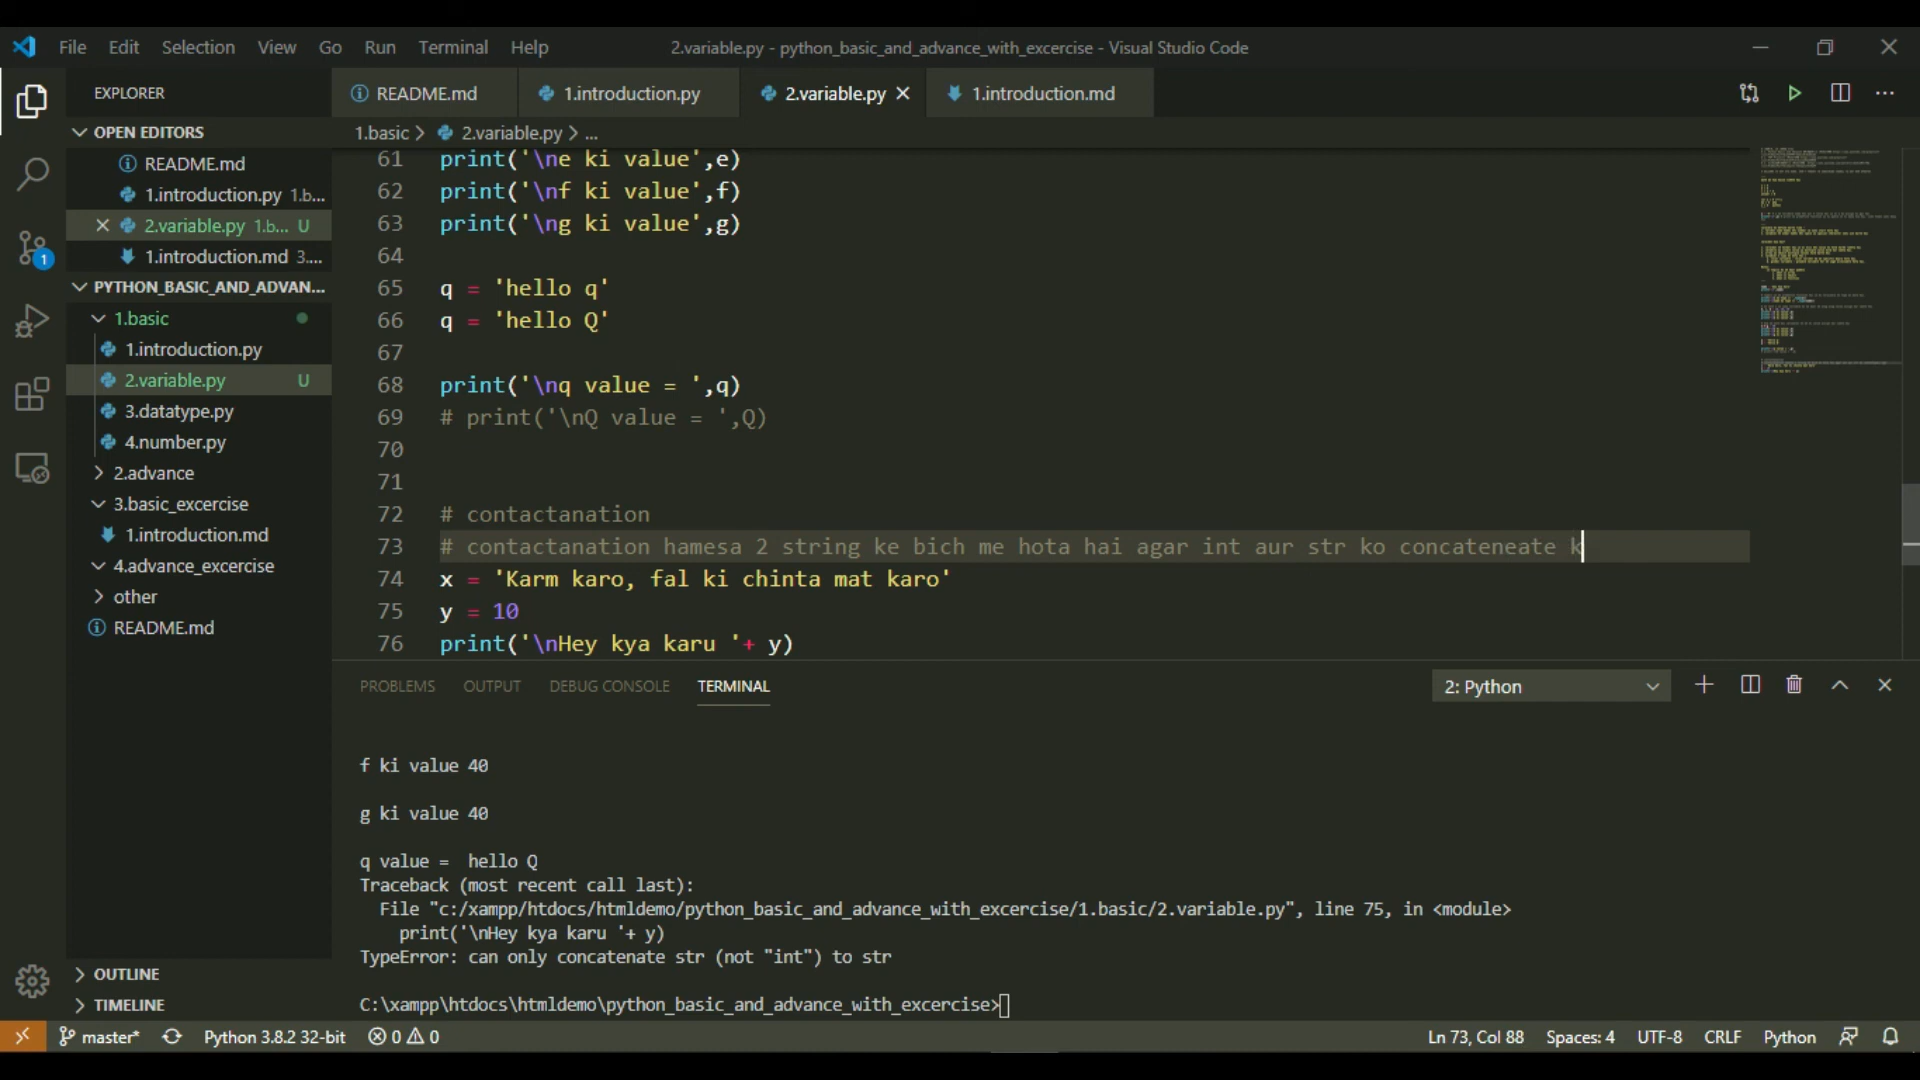 File Edit Selection View Go Run Terminal Help 2.variable.py - python_basic_and_advance_with_excercise - Visual Studio Code
EXPLORER
README.md 1.introduction.py 2.variable.py 1.introduction.md
OPEN EDITORS
README.md
1.introduction.py 1.b...
2.variable.py 1.b... U
1.introduction.md 3....
PYTHON_BASIC_AND_ADVAN...
1.basic
1.introduction.py
2.variable.py U
3.datatype.py
4.number.py
2.advance
3.basic_excercise
1.introduction.md
4.advance_excercise
other
README.md
OUTLINE
TIMELINE
1
1.basic > 2.variable.py > ...
61 print('\ne ki value',e)
62 print('\nf ki value',f)
63 print('\ng ki value',g)
64
65 q = 'hello q'
66 q = 'hello Q'
67
68 print('\nq value = ',q)
69 # print('\nQ value = ',Q)
70
71
72 # contactanation
73 # contactanation hamesa 2 string ke bich me hota hai agar int aur str ko concateneate k
74 x = 'Karm karo, fal ki chinta mat karo'
75 y = 10
76 print('\nHey kya karu '+ y)
PROBLEMS OUTPUT DEBUG CONSOLE TERMINAL 2: Python
f ki value 40
g ki value 40
q value =  hello Q
Traceback (most recent call last):
File "c:/xampp/htdocs/htmldemo/python_basic_and_advance_with_excercise/1.basic/2.variable.py", line 75, in <module>
print('\nHey kya karu '+ y)
TypeError: can only concatenate str (not "int") to str
C:\xampp\htdocs\htmldemo\python_basic_and_advance_with_excercise>
master* Python 3.8.2 32-bit 0 0 Ln 73, Col 88 Spaces: 4 UTF-8 CRLF Python